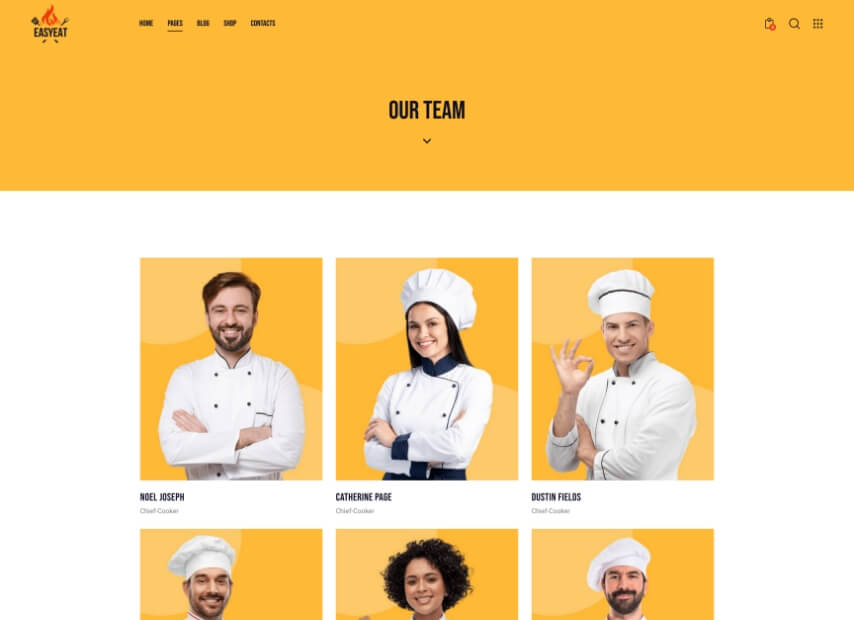 EASYEAT
HOME PAGES BLOG SHOP CONTACTS
OUR TEAM
NOEL JOSEPH CATHERINE PAGE DUSTIN FIELDS
Chief-Cooker Chief-Cooker Chief-Cooker